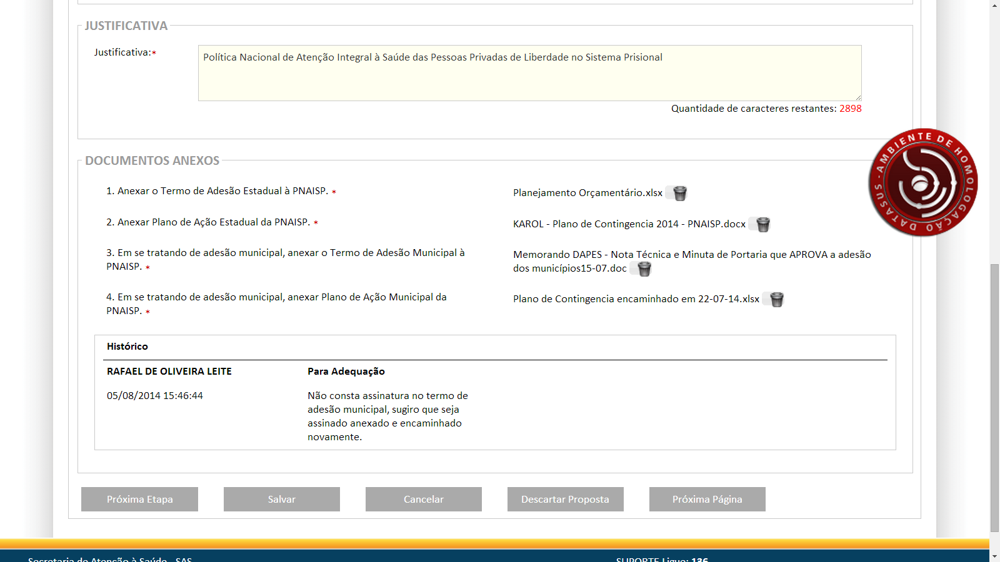 JUSTIFICATIVA
Justificativa:*
Política Nacional de Atenção Integral à Saúde das Pessoas Privadas de Liberdade no Sistema Prisional
Quantidade de caracteres restantes: 2898
AMBIENTE DE HOMOLOGAÇÃO DATASUS -
DOCUMENTOS ANEXOS
1. Anexar o Termo de Adesão Estadual à PNAISP. *
Planejamento Orçamentário.xlsx
2. Anexar Plano de Ação Estadual da PNAISP. *
KAROL - Plano de Contingencia 2014 - PNAISP.docx
3. Em se tratando de adesão municipal, anexar o Termo de Adesão Municipal à
PNAISP. *
Memorando DAPES - Nota Técnica e Minuta de Portaria que APROVA a adesão
dos municípios15-07.doc
4. Em se tratando de adesão municipal, anexar Plano de Ação Municipal da
PNAISP. *
Plano de Contingencia encaminhado em 22-07-14.xlsx
Histórico
RAFAEL DE OLIVEIRA LEITE
Para Adequação
05/08/2014 15:46:44
Não consta assinatura no termo de
adesão municipal, sugiro que seja
assinado anexado e encaminhado
novamente.
Próxima Etapa
Salvar
Cancelar
Descartar Proposta
Próxima Página
Secretaria de Atenção à Saúde - SAS
SUPORTE Ligue: 136